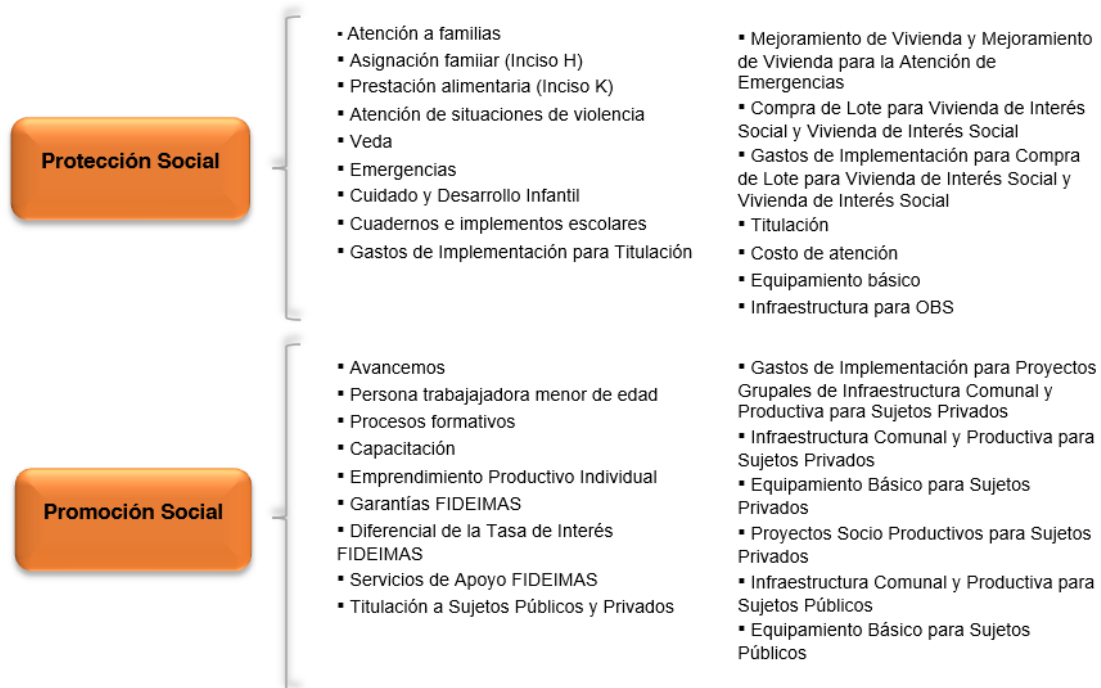 Protección Social
▪ Atención a familias
▪ Asignación famiiar (Inciso H)
▪ Prestación alimentaria (Inciso K)
▪ Atención de situaciones de violencia
▪ Veda
▪ Emergencias
▪ Cuidado y Desarrollo Infantil
▪ Cuadernos e implementos escolares
▪ Gastos de Implementación para Titulación
▪ Mejoramiento de Vivienda y Mejoramiento
de Vivienda para la Atención de
Emergencias
▪ Compra de Lote para Vivienda de Interés
Social y Vivienda de Interés Social
▪ Gastos de Implementación para Compra
de Lote para Vivienda de Interés Social y
Vivienda de Interés Social
▪ Titulación
▪ Costo de atención
▪ Equipamiento básico
▪ Infraestructura para OBS
Promoción Social
▪ Avancemos
▪ Persona trabajajadora menor de edad
▪ Procesos formativos
▪ Capacitación
▪ Emprendimiento Productivo Individual
▪ Garantías FIDEIMAS
▪ Diferencial de la Tasa de Interés
FIDEIMAS
▪ Servicios de Apoyo FIDEIMAS
▪ Titulación a Sujetos Públicos y Privados
▪ Gastos de Implementación para Proyectos
Grupales de Infraestructura Comunal y
Productiva para Sujetos Privados
▪ Infraestructura Comunal y Productiva para
Sujetos Privados
▪ Equipamiento Básico para Sujetos
Privados
▪ Proyectos Socio Productivos para Sujetos
Privados
▪ Infraestructura Comunal y Productiva para
Sujetos Públicos
▪ Equipamiento Básico para Sujetos
Públicos